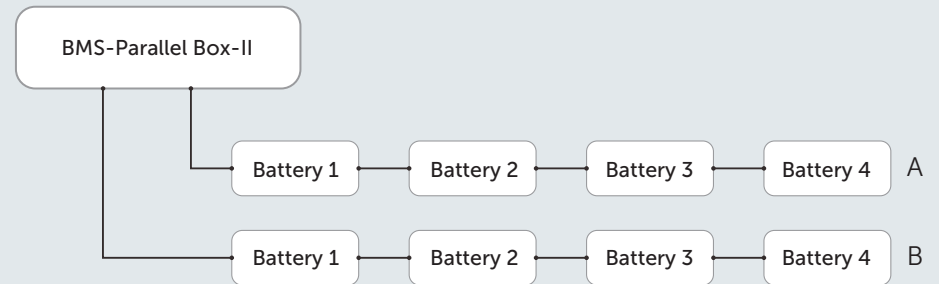 BMS-Parallel Box-II
Battery 1 Battery 2 Battery 3 Battery 4 A
Battery 1 Battery 2 Battery 3 Battery 4 B